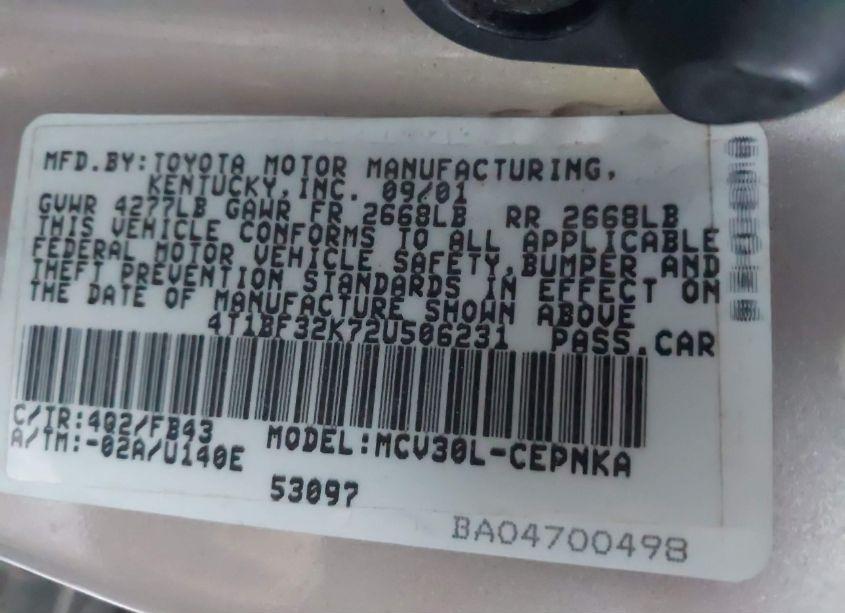 MFD.BY:TOYOTA MOTOR MANUFACTURING,
KENTUCKY,INC. 09/01
GVWR 4277LB GAWR FR 2668LB RR 2668LB
THIS VEHICLE CONFORMS TO ALL APPLICABLE
FEDERAL MOTOR VEHICLE SAFETY,BUMPER AND
THEFT PREVENTION STANDARDS IN EFFECT ON
THE DATE OF MANUFACTURE SHOWN ABOVE
4T1BF32K72U506231 PASS.CAR
C/TR:4Q2/FB43
A/TM:-02A/U140E
MODEL:MCV30L-CEPNKA
53097
BA04700498